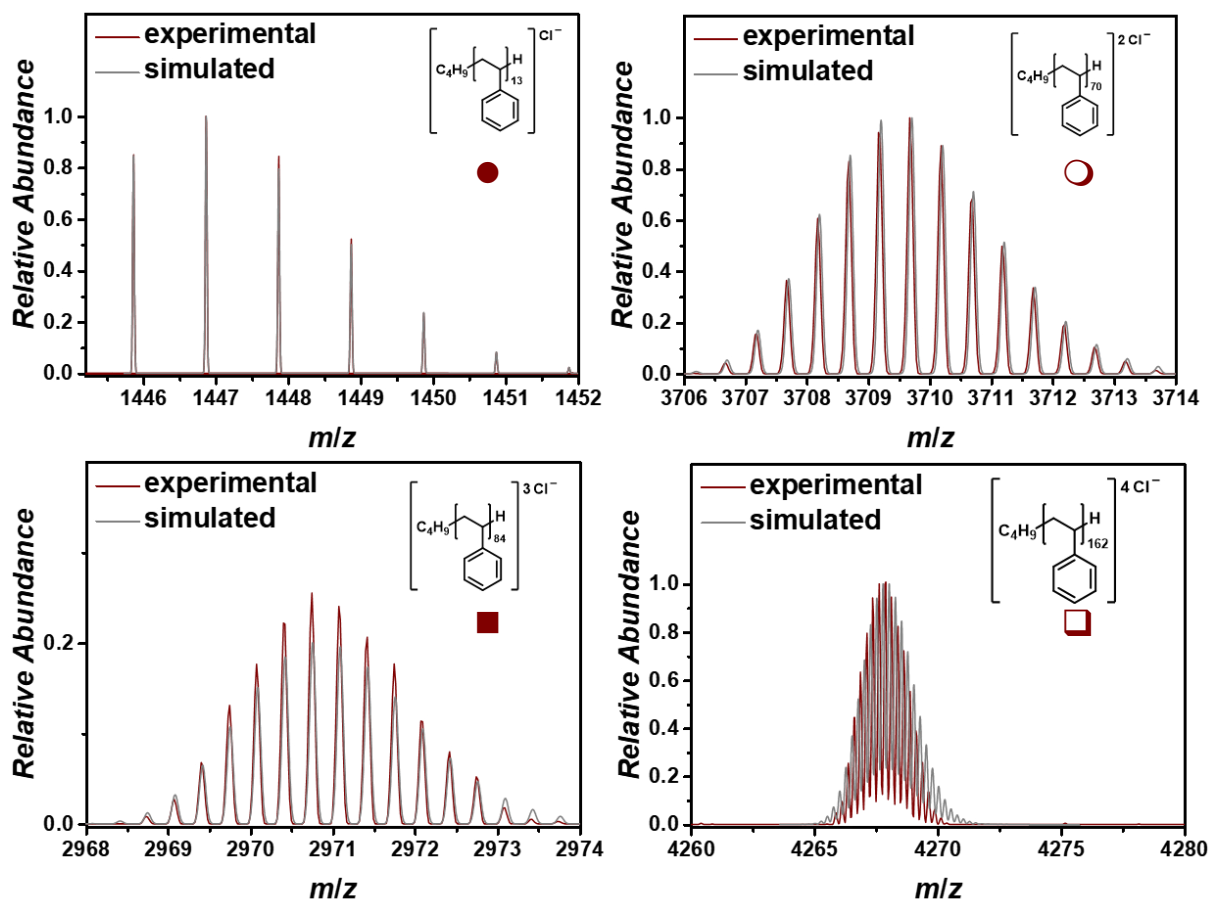 experimental
simulated
Cl⁻
C₄H₉
H
13
Relative Abundance
1.0
0.8
0.6
0.4
0.2
0.0
1446 1447 1448 1449 1450 1451 1452
m/z
experimental
simulated
2 Cl⁻
C₄H₉
H
70
Relative Abundance
1.0
0.8
0.6
0.4
0.2
0.0
3706 3707 3708 3709 3710 3711 3712 3713 3714
m/z
experimental
simulated
3 Cl⁻
C₄H₉
H
84
Relative Abundance
0.2
0.0
2968 2969 2970 2971 2972 2973 2974
m/z
experimental
simulated
4 Cl⁻
C₄H₉
H
162
Relative Abundance
1.0
0.8
0.6
0.4
0.2
0.0
4260 4265 4270 4275 4280
m/z